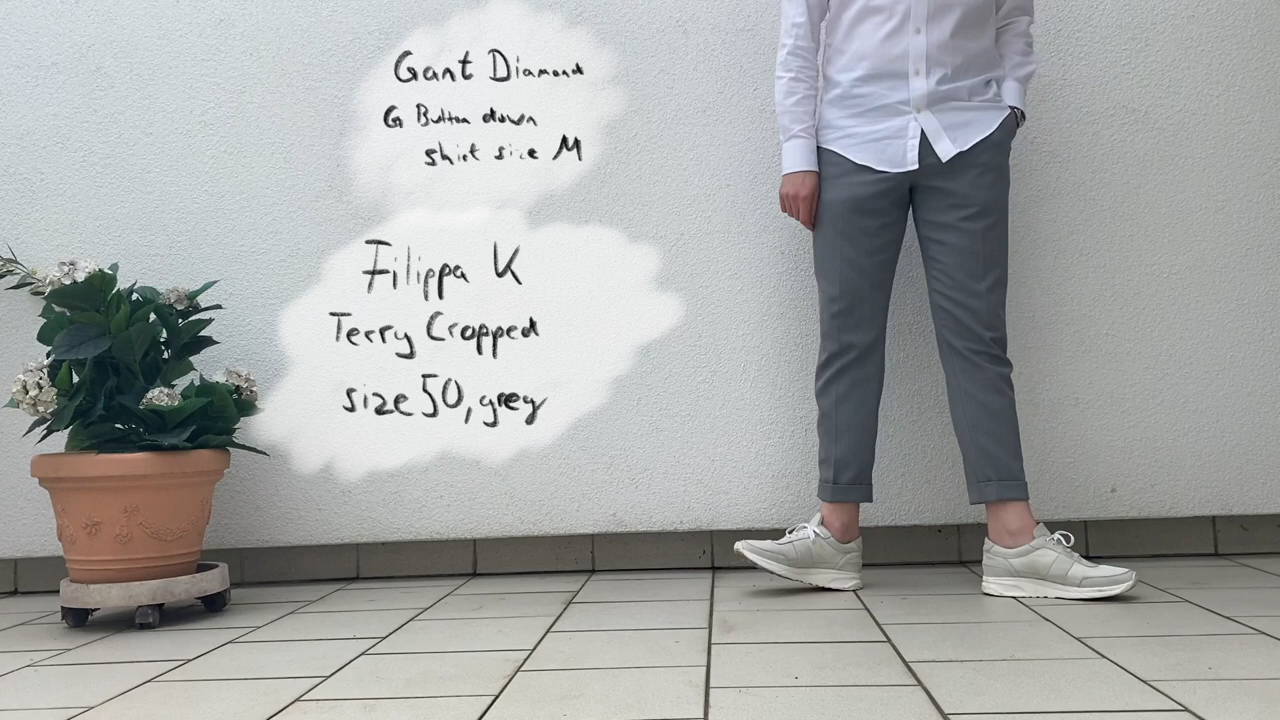 Gant Diamond
G Button down
shirt size M
Filippa K
Terry Cropped
size 50, grey